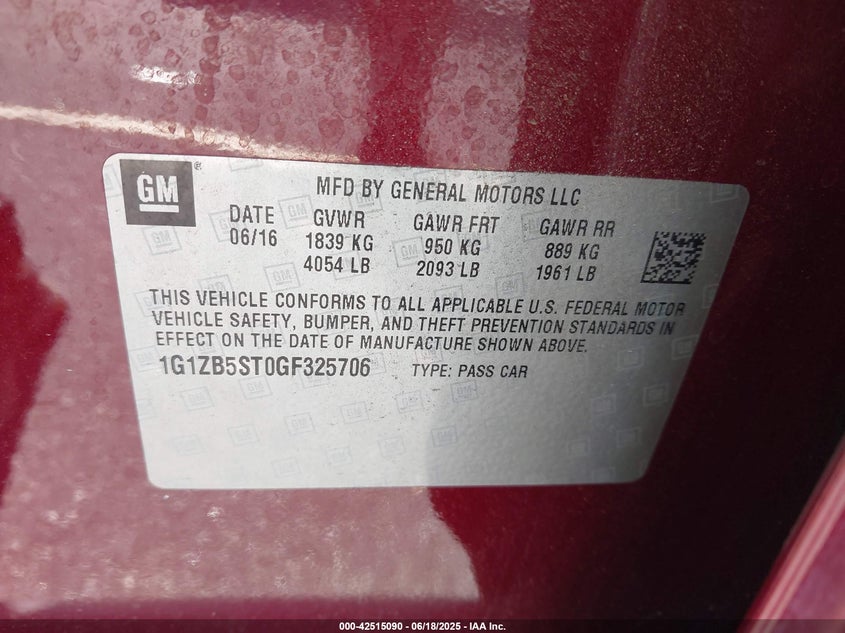 GM
MFD BY GENERAL MOTORS LLC
DATE GVWR GAWR FRT GAWR RR
06/16 1839 KG 950 KG 889 KG
4054 LB 2093 LB 1961 LB
THIS VEHICLE CONFORMS TO ALL APPLICABLE U.S. FEDERAL MOTOR
VEHICLE SAFETY, BUMPER, AND THEFT PREVENTION STANDARDS IN
EFFECT ON THE DATE OF MANUFACTURE SHOWN ABOVE.
1G1ZB5ST0GF325706 TYPE: PASS CAR
000-42515090 - 06/18/2025 - IAA Inc.